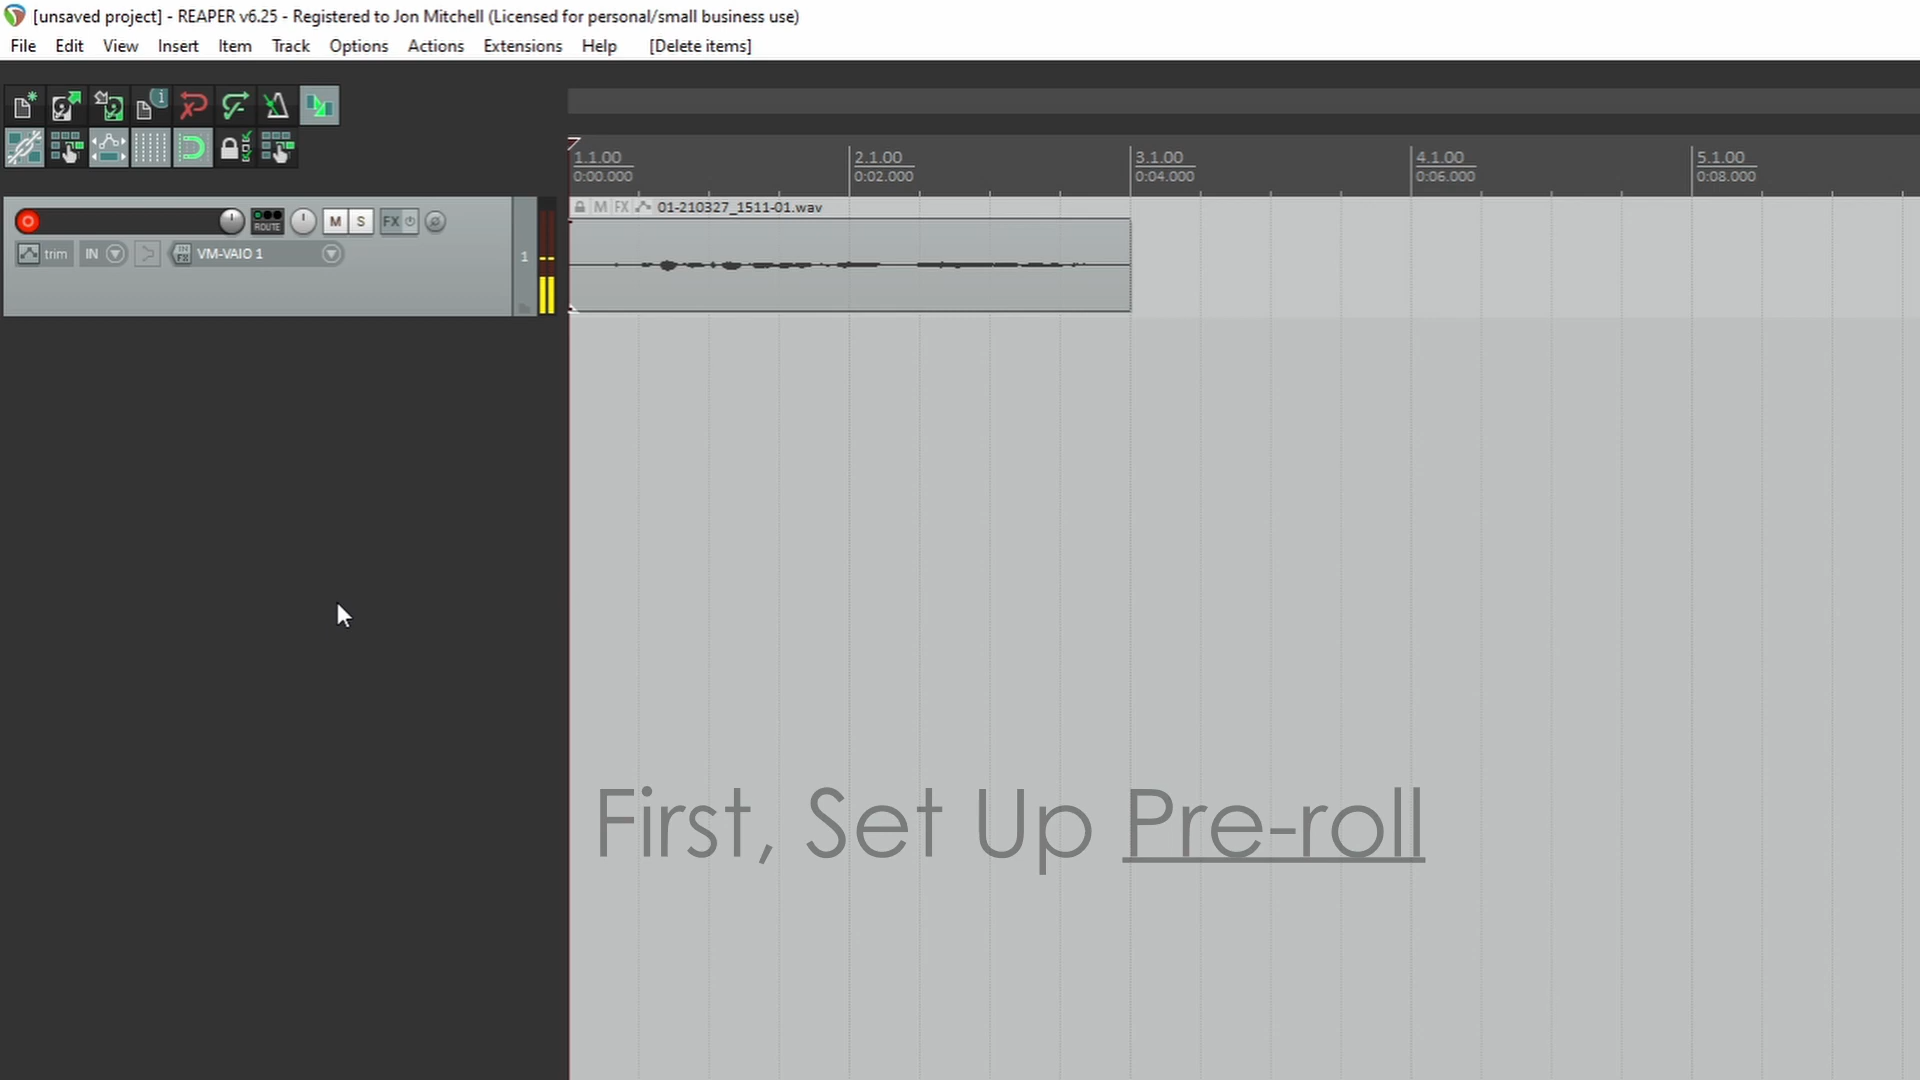 [unsaved project] - REAPER v6.25 - Registered to Jon Mitchell (Licensed for personal/small business use)
File Edit View Insert Item Track Options Actions Extensions Help [Delete items]
1.1.00 2.1.00 3.1.00 4.1.00 5.1.00
0:00.000 0:02.000 0:04.000 0:06.000 0:08.000
M FX 01-210327_1511-01.wav
ROUTE M S FX
trim IN IN FX VM-VAIO 1
1
First, Set Up Pre-roll